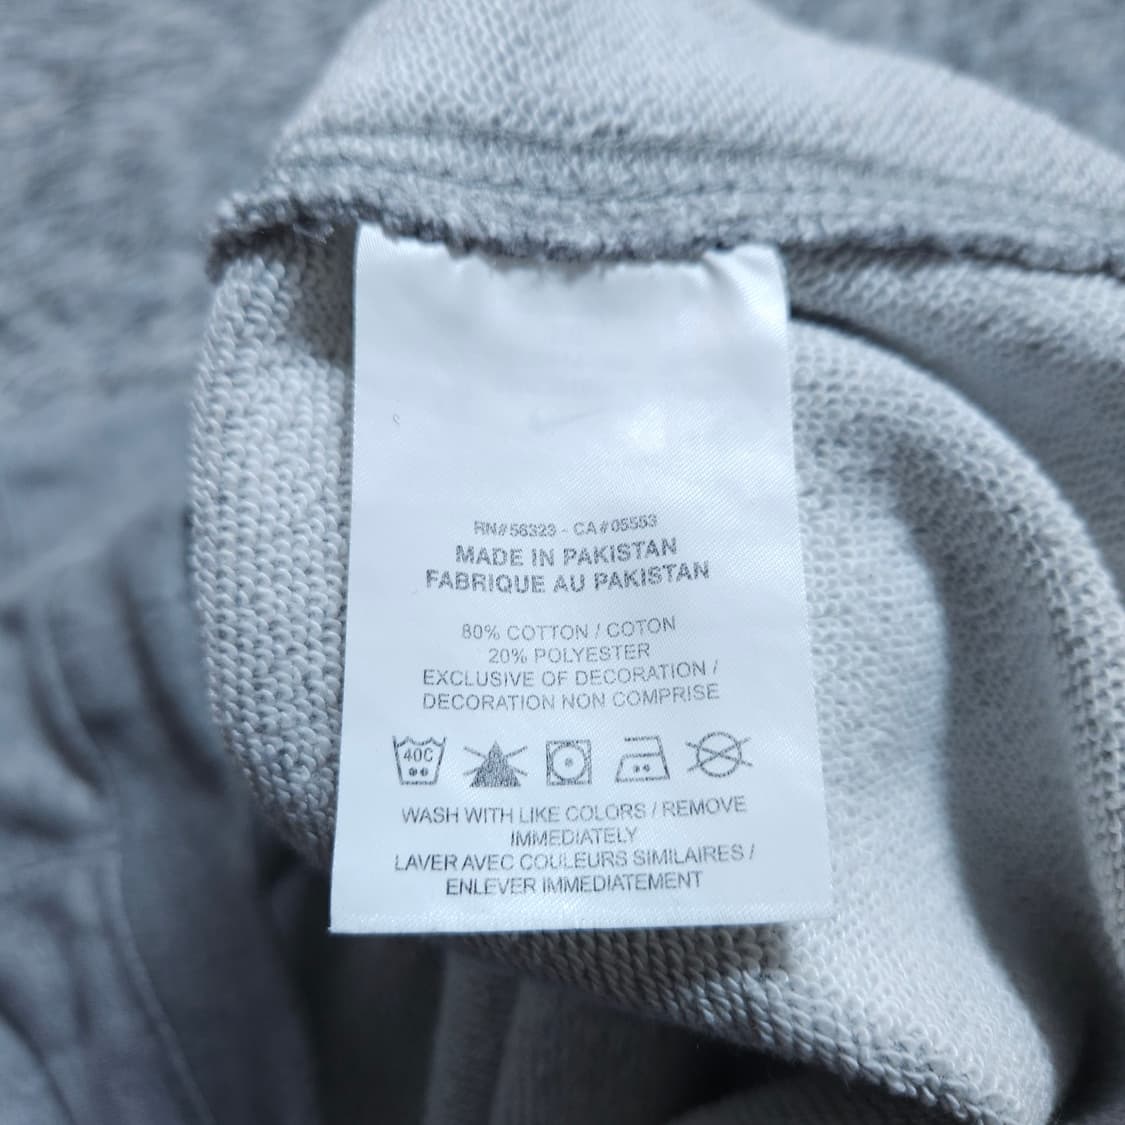 RN#56323 - CA#05553
MADE IN PAKISTAN
FABRIQUE AU PAKISTAN
80% COTTON / COTON
20% POLYESTER
EXCLUSIVE OF DECORATION /
DECORATION NON COMPRISE
40C
WASH WITH LIKE COLORS / REMOVE
IMMEDIATELY
LAVER AVEC COULEURS SIMILAIRES /
ENLEVER IMMEDIATEMENT